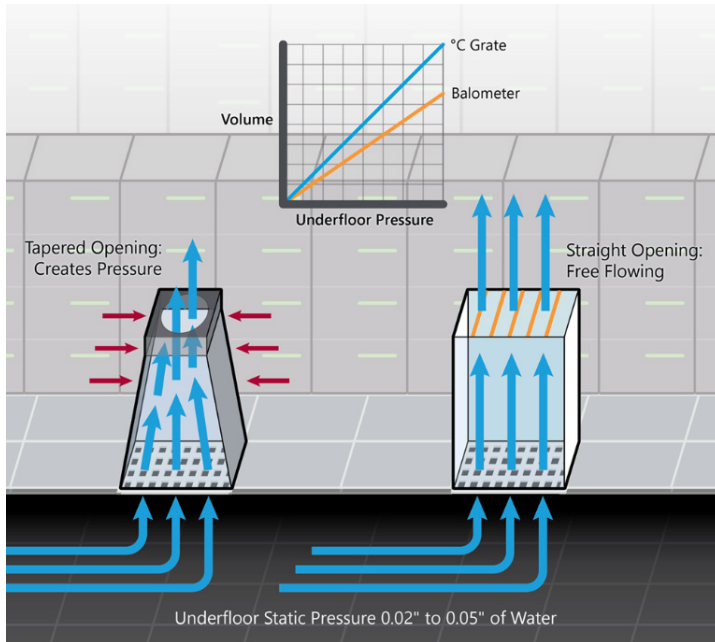 °C Grate
Balometer
Volume
Underfloor Pressure
Tapered Opening:
Creates Pressure
Straight Opening:
Free Flowing
Underfloor Static Pressure 0.02" to 0.05" of Water